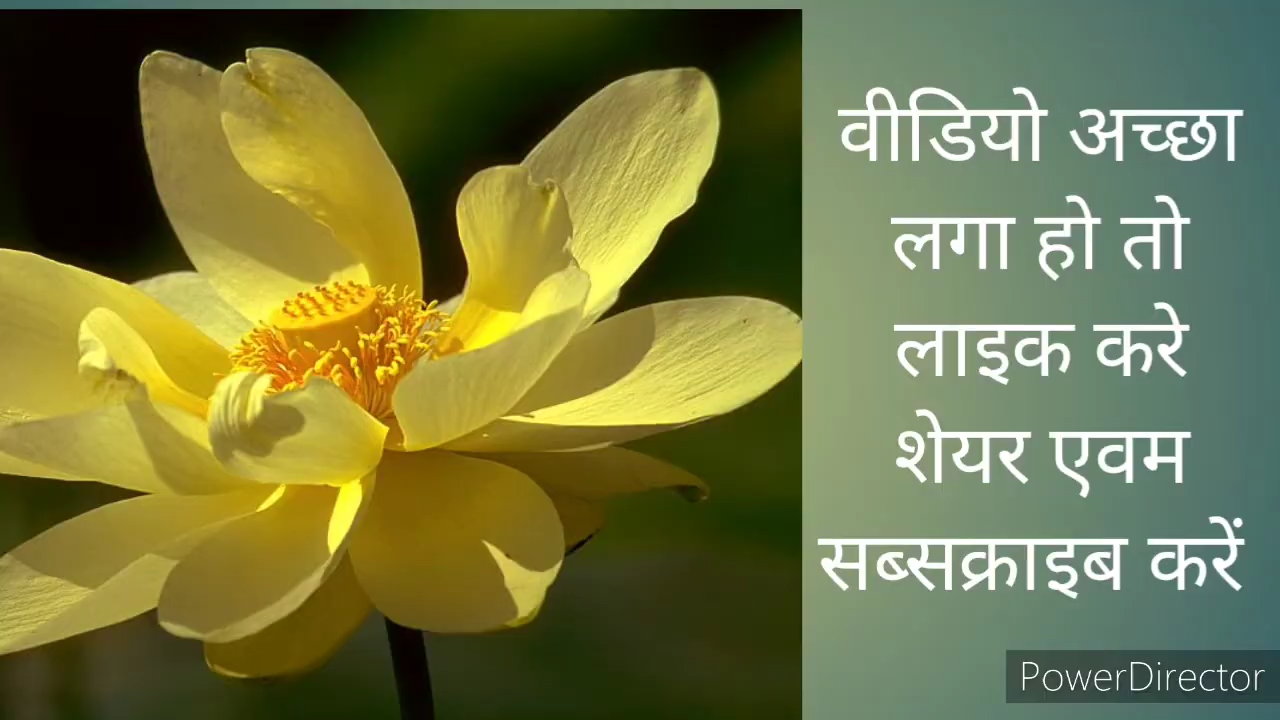 वीडियो अच्छा
लगा हो तो
लाइक करे
शेयर एवम
सब्सक्राइब करें
PowerDirector